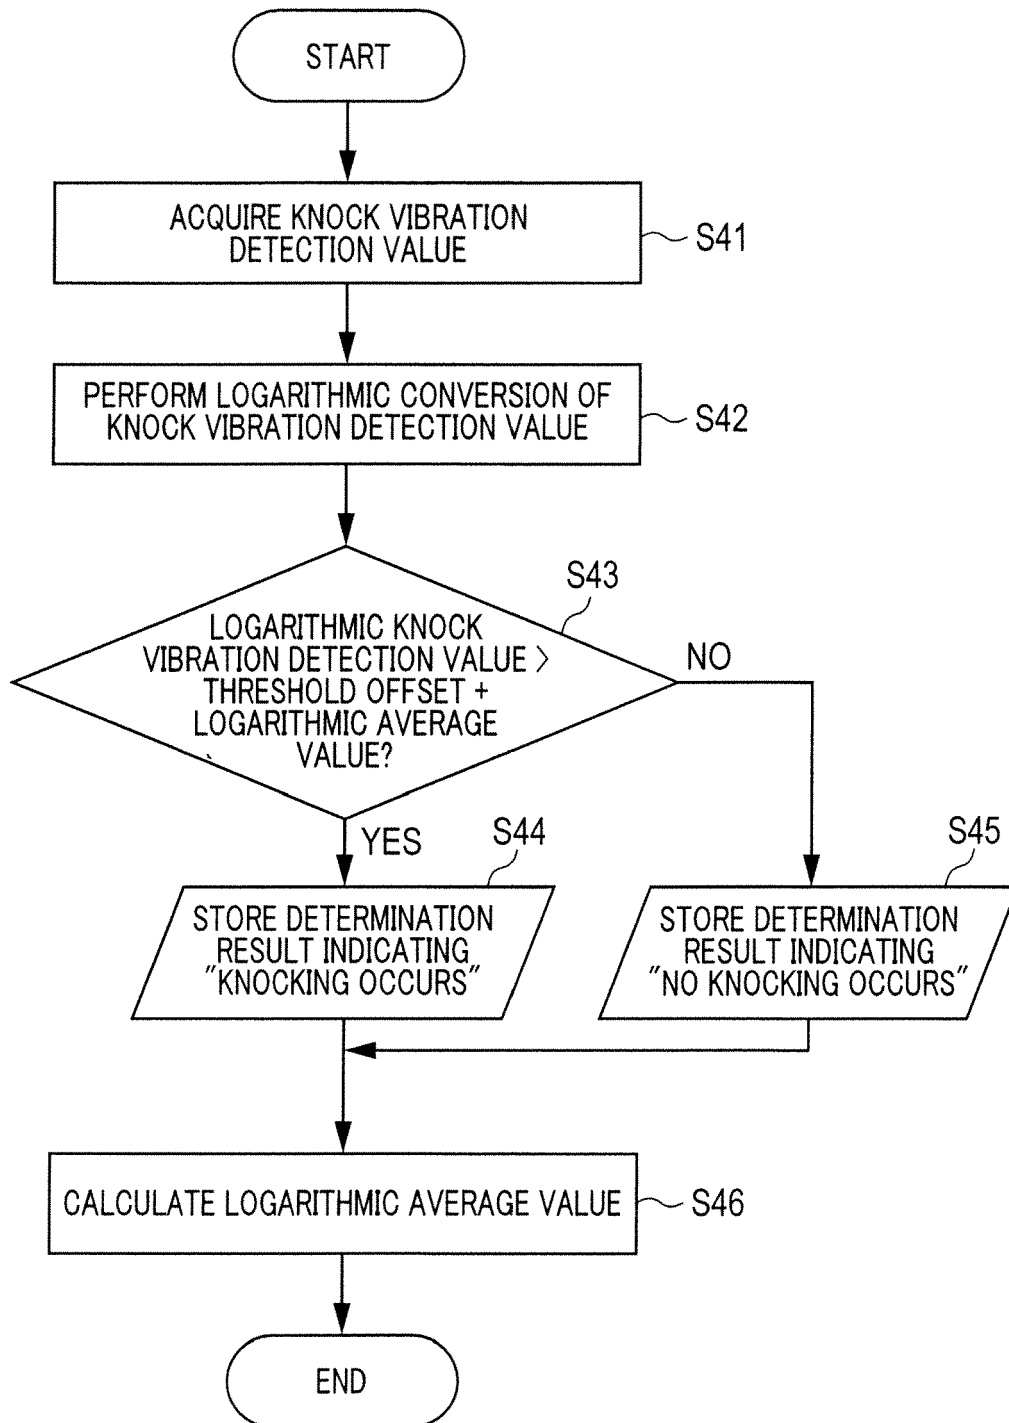 START
ACQUIRE KNOCK VIBRATION
DETECTION VALUE
S41
PERFORM LOGARITHMIC CONVERSION OF
KNOCK VIBRATION DETECTION VALUE
S42
S43
LOGARITHMIC KNOCK
VIBRATION DETECTION VALUE >
THRESHOLD OFFSET +
LOGARITHMIC AVERAGE
VALUE?
NO
YES
S44
STORE DETERMINATION
RESULT INDICATING
"KNOCKING OCCURS"
S45
STORE DETERMINATION
RESULT INDICATING
"NO KNOCKING OCCURS"
CALCULATE LOGARITHMIC AVERAGE VALUE
S46
END